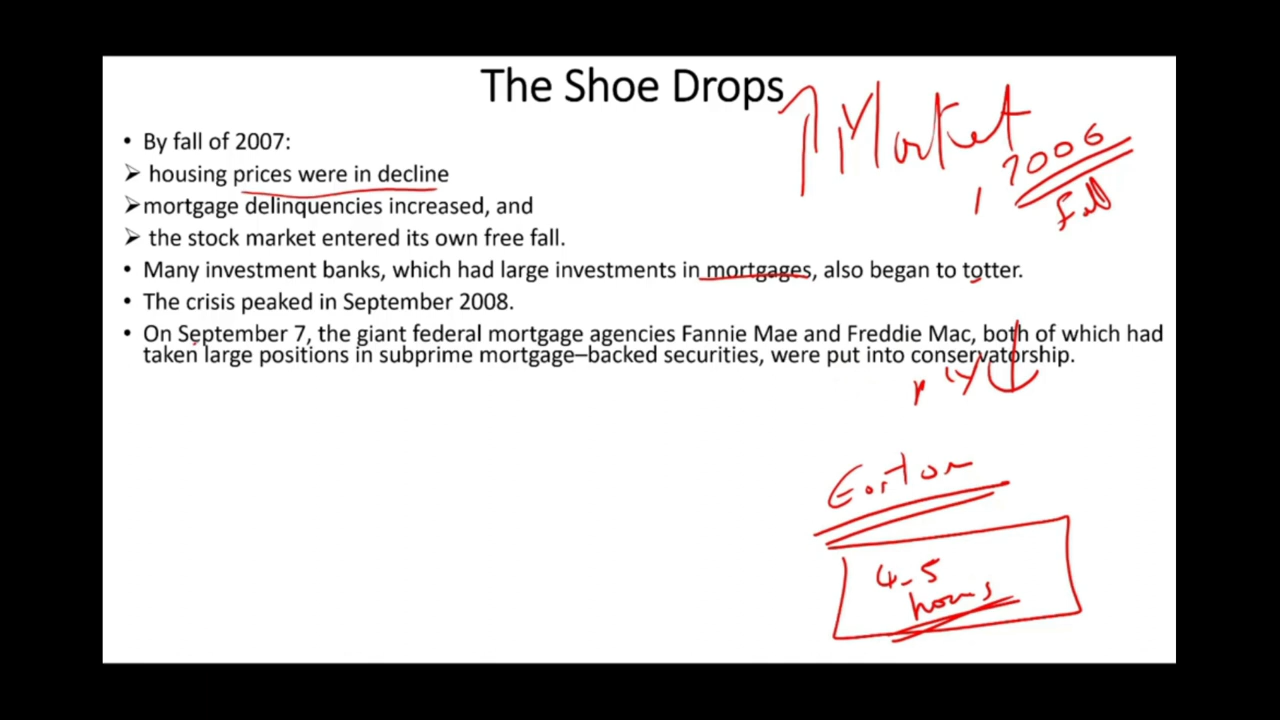 The Shoe Drops
Market
2006
Fall
• By fall of 2007:
➢ housing prices were in decline
➢mortgage delinquencies increased, and
➢ the stock market entered its own free fall.
• Many investment banks, which had large investments in mortgages, also began to totter.
• The crisis peaked in September 2008.
• On September 7, the giant federal mortgage agencies Fannie Mae and Freddie Mac, both of which had
taken large positions in subprime mortgage–backed securities, were put into conservatorship.
4-5
hours